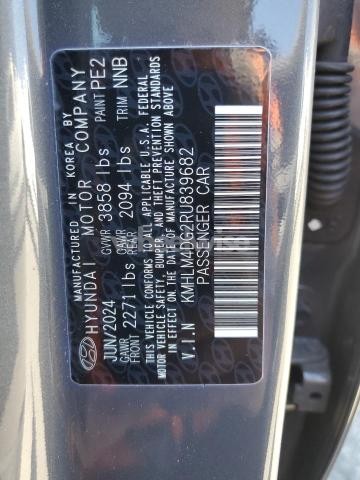 MANUFACTURED IN KOREA BY
HYUNDAI MOTOR COMPANY
JUN/2024 GVWR 3858 lbs PAINT PE2
GAWR FRONT 2271 lbs GAWR REAR 2094 lbs TRIM NNB
THIS VEHICLE CONFORMS TO ALL APPLICABLE U.S.A. FEDERAL
MOTOR VEHICLE SAFETY, BUMPER, AND THEFT PREVENTION STANDARDS
IN EFFECT ON THE DATE OF MANUFACTURE SHOWN ABOVE
V.I.N KMHLM4DG2RU839682
PASSENGER CAR